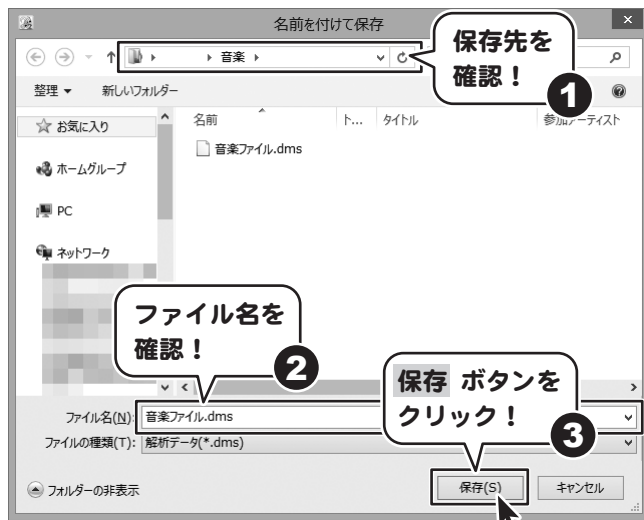 名前を付けて保存
保存先を
確認!
1
音楽
整理 新しいフォルダー
お気に入り
ホームグループ
PC
ネットワーク
名前 ト... タイトル 参加アーティスト
音楽ファイル.dms
ファイル名を
確認!
2
保存 ボタンを
クリック!
3
ファイル名(N): 音楽ファイル.dms
ファイルの種類(T): 解析データ(*.dms)
フォルダーの非表示
保存(S) キャンセル